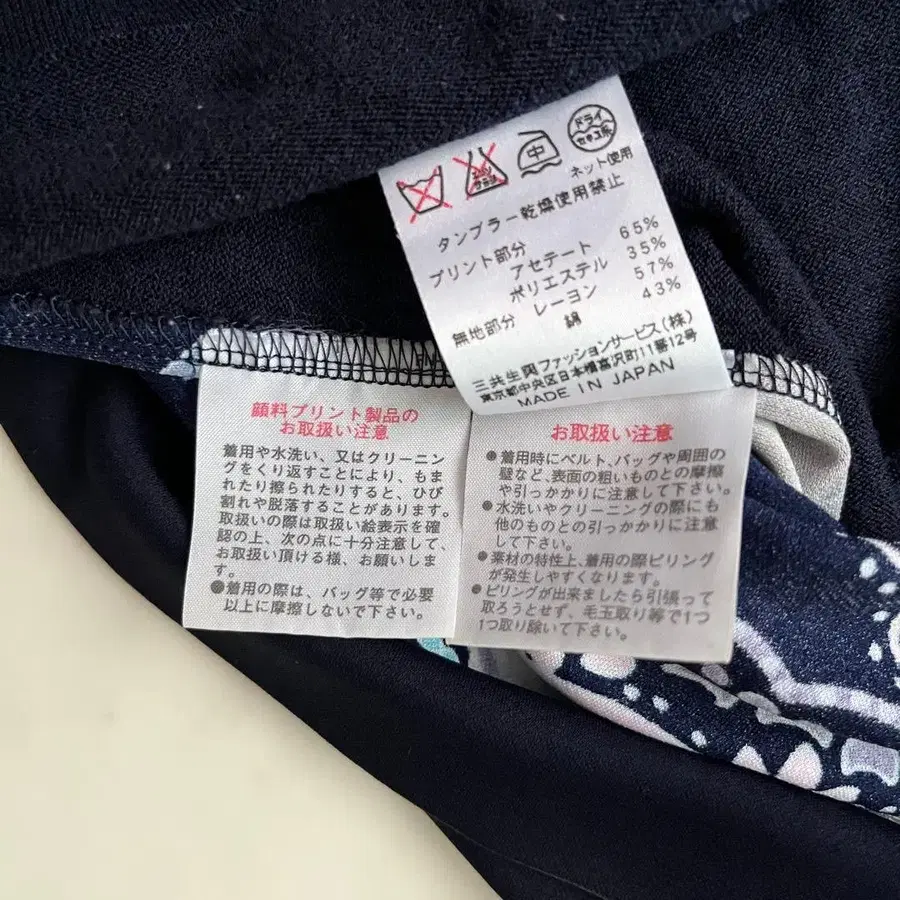 エンソ
サラシ
中
ドライ
セキユ系
ネット使用
タンブラー乾燥使用禁止
プリント部分
アセテート 65%
ポリエステル 35%
無地部分 レーヨン 57%
綿 43%
三共生興ファッションサービス(株)
東京都中央区日本橋富沢町11番12号
MADE IN JAPAN
顔料プリント製品の
お取扱い注意
着用や水洗い、又はクリーニン
グをくり返すことにより、もま
れたり擦られたりすると、ひび
割れや脱落することがあります。
取扱いの際は取扱い絵表示を確
認の上、次の点に十分注意して、
お取扱い頂ける様、お願いしま
す。
●着用の際は、バッグ等で必要
以上に摩擦しないで下さい。
お取扱い注意
●着用時にベルト、バッグや周囲の
壁など、表面の粗いものとの摩擦
や引っかかりに注意して下さい。
●水洗いやクリーニングの際にも
他のものとの引っかかりに注意
して下さい。
●素材の特性上、着用の際ピリング
が発生しやすくなります。
●ピリングが出来ましたら引張って
取ろうとせず、毛玉取り等で1つ
1つ取り除いて下さい。